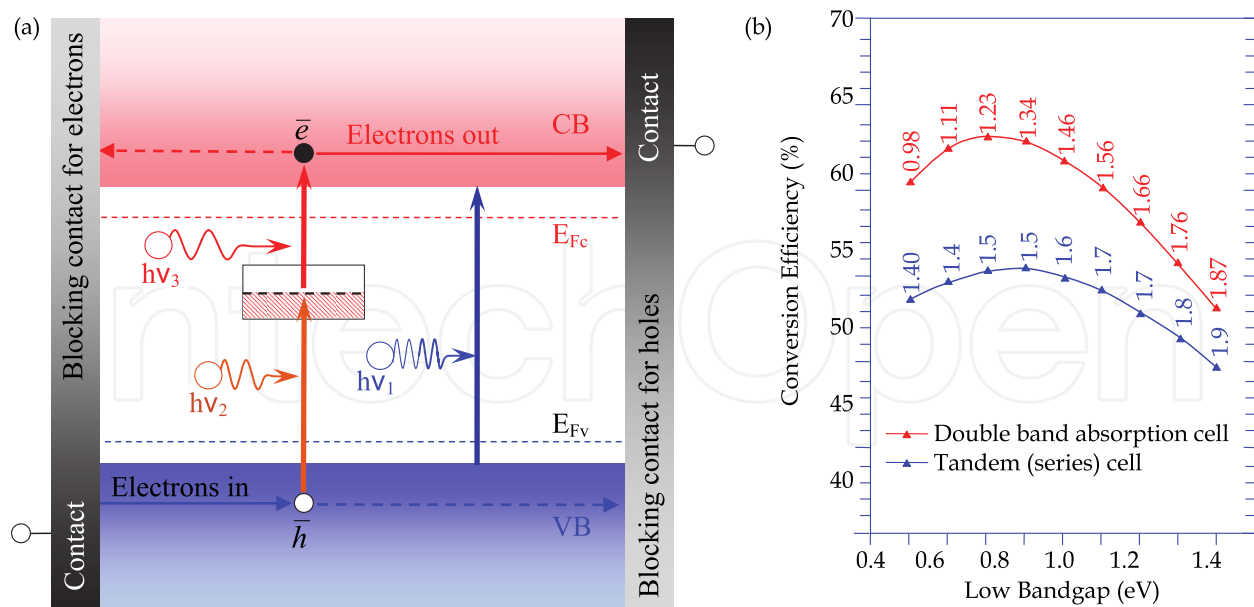 (a)
Blocking contact for electrons
Contact
e̅
Electrons out
CB
E_Fc
hν3
hν2
hν1
E_Fv
Electrons in
h̅
VB
Contact
Blocking contact for holes
IntechOpen
(b)
Conversion Efficiency (%)
70
65
60
55
50
45
40
0.98
1.11
1.23
1.34
1.46
1.56
1.66
1.76
1.87
1.40
1.4
1.5
1.5
1.6
1.7
1.7
1.8
1.9
Double band absorption cell
Tandem (series) cell
0.4 0.6 0.8 1.0 1.2 1.4
Low Bandgap (eV)